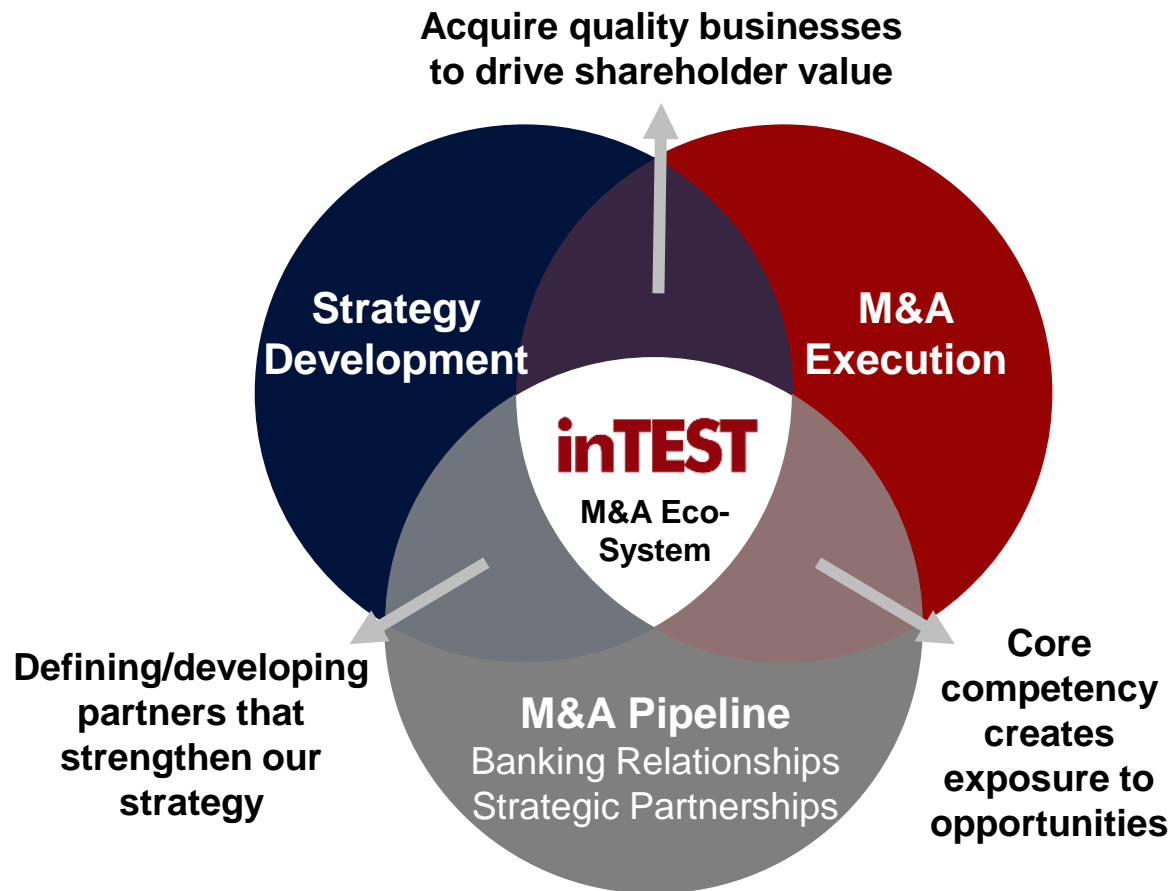 Acquire quality businesses
to drive shareholder value
Strategy
Development
M&A
Execution
inTEST
M&A Eco-
System
Defining/developing
partners that
strengthen our
strategy
M&A Pipeline
Banking Relationships
Strategic Partnerships
Core
competency
creates
exposure to
opportunities